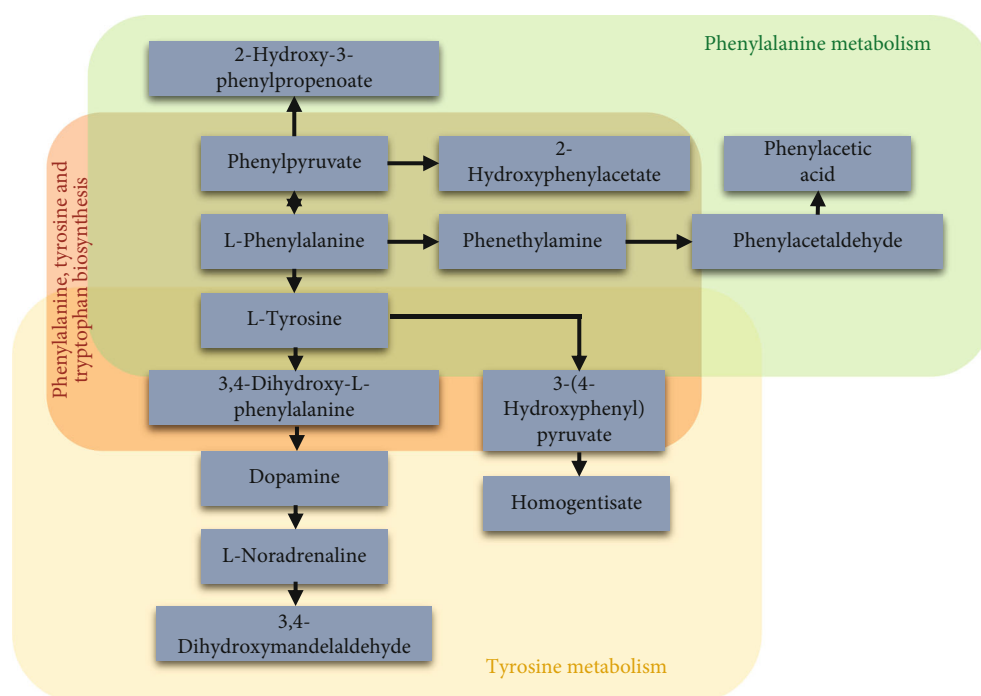 Phenylalanine metabolism
2-Hydroxy-3-
phenylpropenoate
Phenylalanine, tyrosine and
tryptophan biosynthesis
Phenylpyruvate
2-
Hydroxyphenylacetate
Phenylacetic
acid
L-Phenylalanine
Phenethylamine
Phenylacetaldehyde
L-Tyrosine
3,4-Dihydroxy-L-
phenylalanine
3-(4-
Hydroxyphenyl)
pyruvate
Dopamine
Homogentisate
L-Noradrenaline
3,4-
Dihydroxymandelaldehyde
Tyrosine metabolism